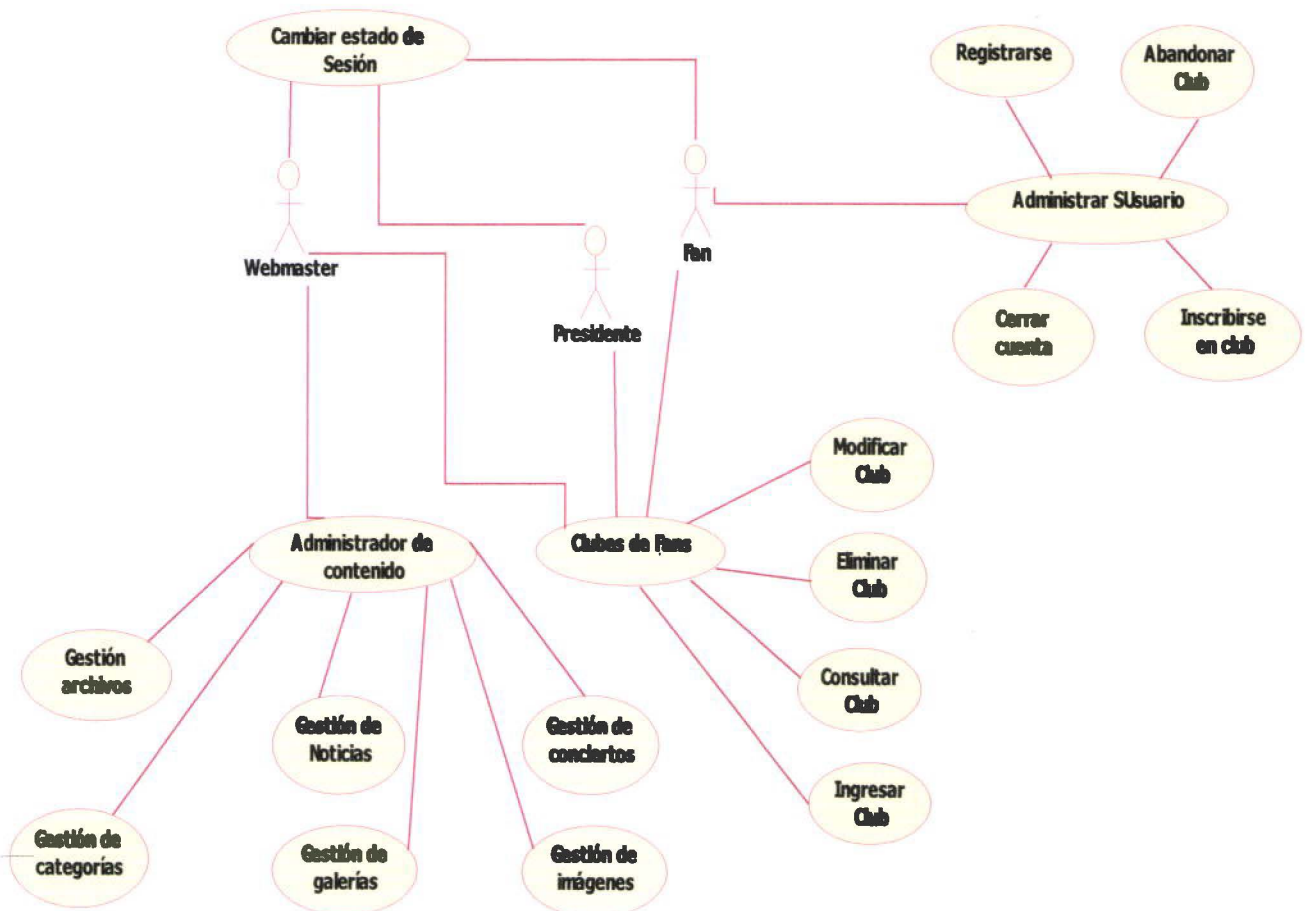 Cambiar estado de
Sesión
Registrarse
Abandonar
Club
Administrar SUsuario
Webmaster
Fan
Presidente
Cerrar
cuenta
Inscribirse
en club
Modificar
Club
Administrador de
contenido
Clubes de Fans
Eliminar
Club
Gestión
archivos
Consultar
Club
Gestión de
Noticias
Gestión de
conciertos
Ingresar
Club
Gestión de
categorías
Gestión de
galerías
Gestión de
imágenes